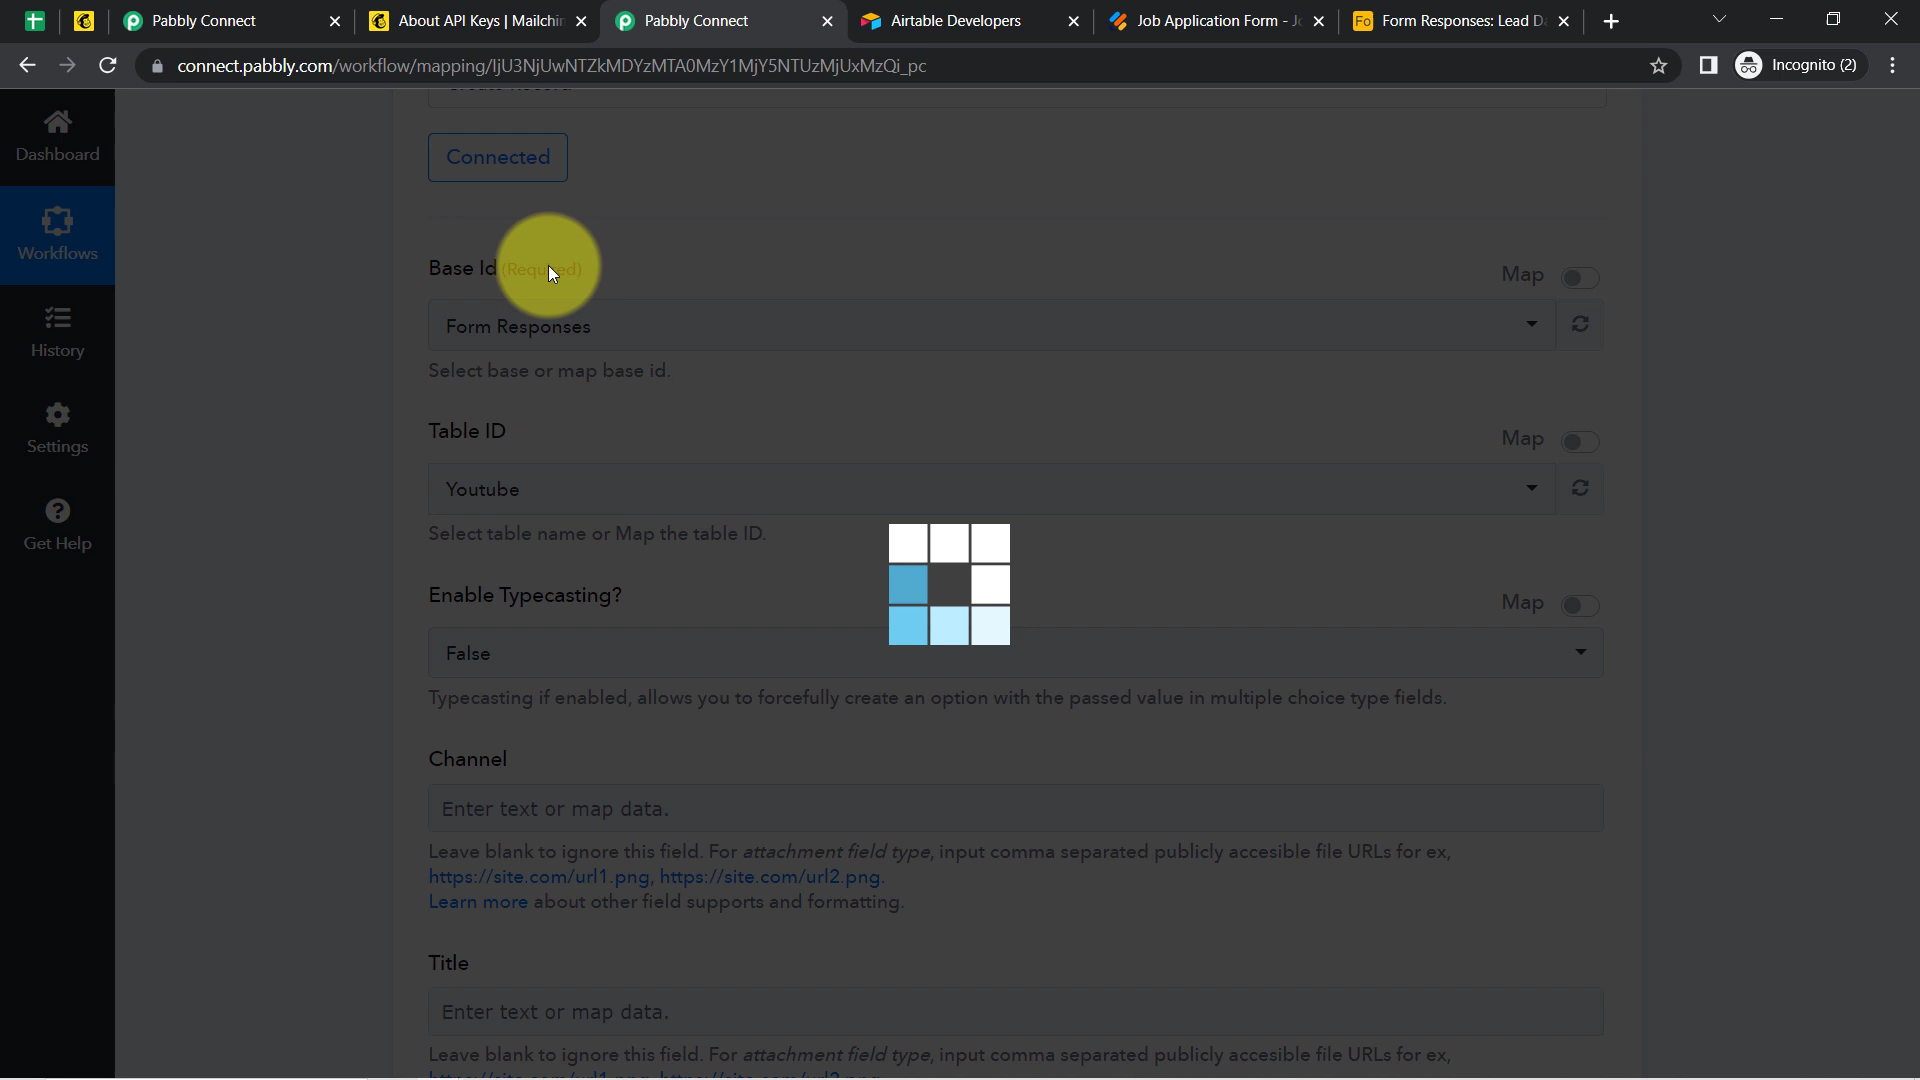 Pabbly Connect
About API Keys | Mailchi
Pabbly Connect
Airtable Developers
Job Application Form - Jo
Fo
Form Responses: Lead Da
connect.pabbly.com/workflow/mapping/IjU3NjUwNTZkMDYzMTA0MzY1MjY5NTUzMjUxMzQi_pc
Incognito (2)
Dashboard
Workflows
History
Settings
Get Help
Create Record
Connected
Base Id (Required)
Map
Form Responses
Select base or map base id.
Table ID
Map
Youtube
Select table name or Map the table ID.
Enable Typecasting?
Map
False
Typecasting if enabled, allows you to forcefully create an option with the passed value in multiple choice type fields.
Channel
Enter text or map data.
Leave blank to ignore this field. For attachment field type, input comma separated publicly accesible file URLs for ex,
https://site.com/url1.png, https://site.com/url2.png.
Learn more about other field supports and formatting.
Title
Enter text or map data.
Leave blank to ignore this field. For attachment field type, input comma separated publicly accesible file URLs for ex,